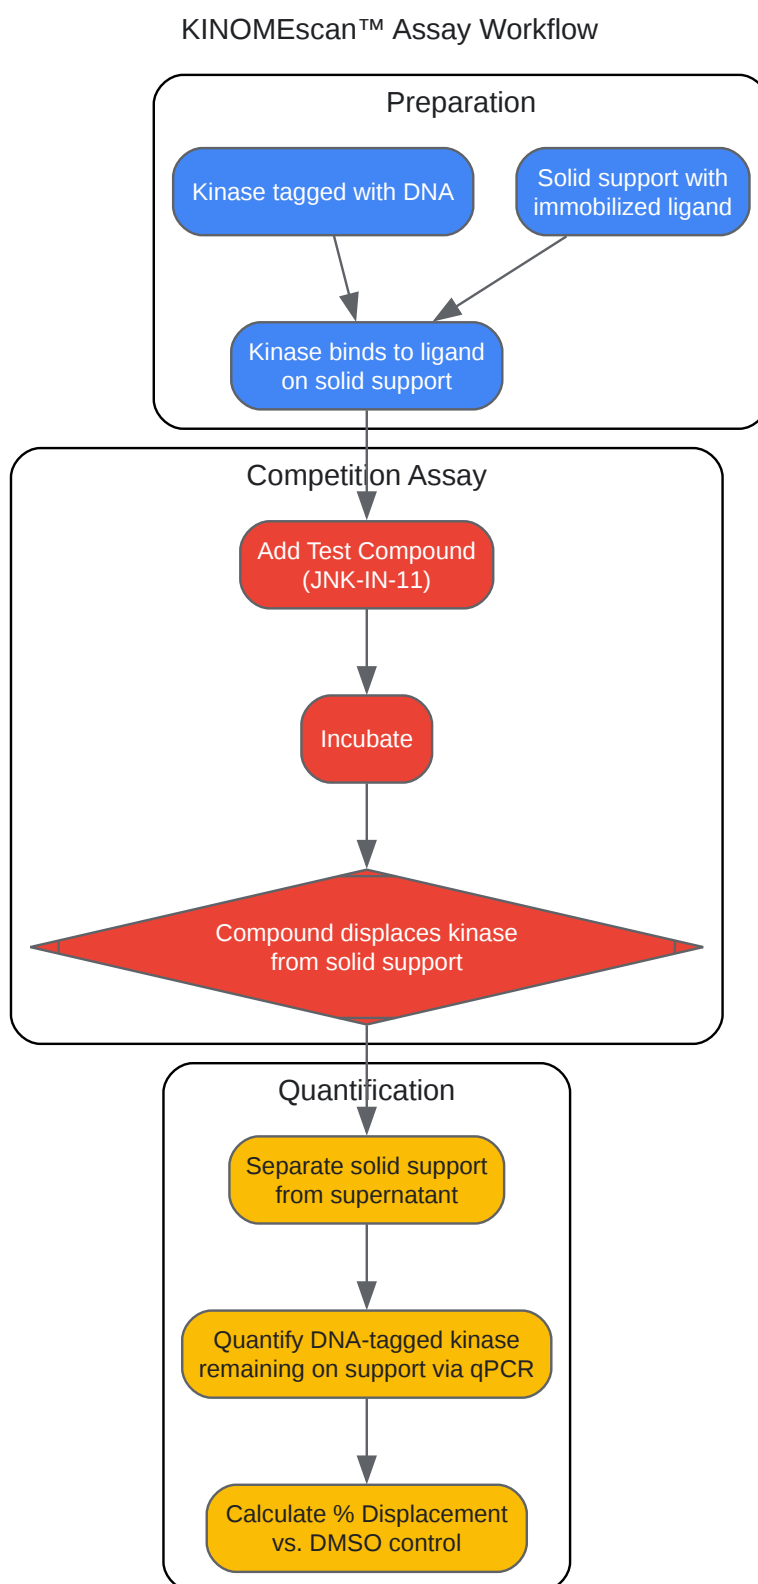 KINOMEscan™ Assay Workflow
Preparation
Kinase tagged with DNA
Solid support with
immobilized ligand
Kinase binds to ligand
on solid support
Competition Assay
Add Test Compound
(JNK-IN-11)
Incubate
Compound displaces kinase
from solid support
Quantification
Separate solid support
from supernatant
Quantify DNA-tagged kinase
remaining on support via qPCR
Calculate % Displacement
vs. DMSO control